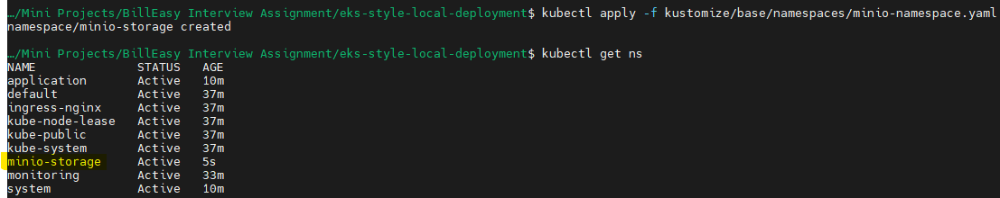 …/Mini Projects/BillEasy Interview Assignment/eks-style-local-deployment$ kubectl apply -f kustomize/base/namespaces/minio-namespace.yaml
namespace/minio-storage created
…/Mini Projects/BillEasy Interview Assignment/eks-style-local-deployment$ kubectl get ns
NAME STATUS AGE
application Active 10m
default Active 37m
ingress-nginx Active 37m
kube-node-lease Active 37m
kube-public Active 37m
kube-system Active 37m
minio-storage Active 5s
monitoring Active 33m
system Active 10m